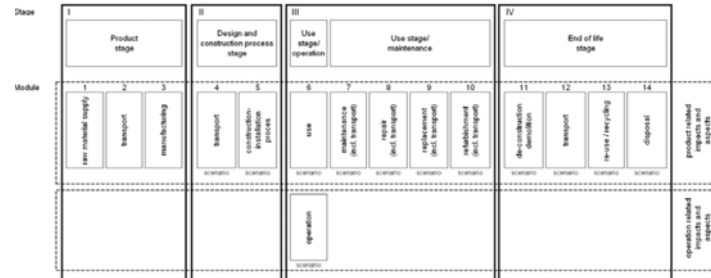 Stage
I
II
III
IV
Product
stage
Design and
construction process
stage
Use
stage/
operation
Use stage/
maintenance
End of life
stage
Module
1
2
3
4
5
6
7
8
9
10
11
12
13
14
raw material supply
transport
manufacturing
transport
construction-
installation
proces
use
maintenance
(incl. transport)
repair
(incl. transport)
replacement
(incl. transport)
refurbishment
(incl. transport)
de-construction
demolition
transport
re-use / recycling
disposal
product related
impacts and
aspects
scenario
scenario
scenario
scenario
scenario
scenario
scenario
scenario
scenario
scenario
scenario
operation
scenario
operation related
impacts and
aspects